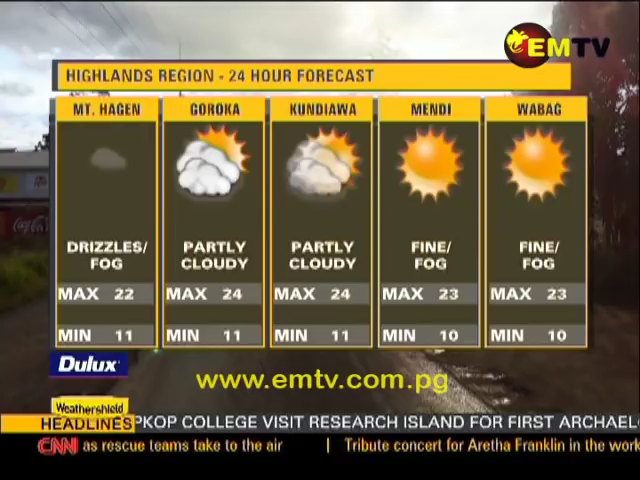 EMTV
HIGHLANDS REGION - 24 HOUR FORECAST
MT. HAGEN
DRIZZLES/
FOG
MAX 22
MIN 11
GOROKA
PARTLY
CLOUDY
MAX 24
MIN 11
KUNDIAWA
PARTLY
CLOUDY
MAX 24
MIN 11
MENDI
FINE/
FOG
MAX 23
MIN 10
WABAG
FINE/
FOG
MAX 23
MIN 10
Dulux
www.emtv.com.pg
Weathershield
HEADLINES PKOP COLLEGE VISIT RESEARCH ISLAND FOR FIRST ARCHAEL
CNN as rescue teams take to the air | Tribute concert for Aretha Franklin in the work